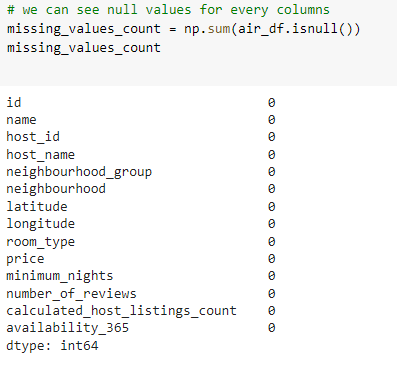 # we can see null values for every columns
missing_values_count = np.sum(air_df.isnull())
missing_values_count
id 0
name 0
host_id 0
host_name 0
neighbourhood_group 0
neighbourhood 0
latitude 0
longitude 0
room_type 0
price 0
minimum_nights 0
number_of_reviews 0
calculated_host_listings_count 0
availability_365 0
dtype: int64